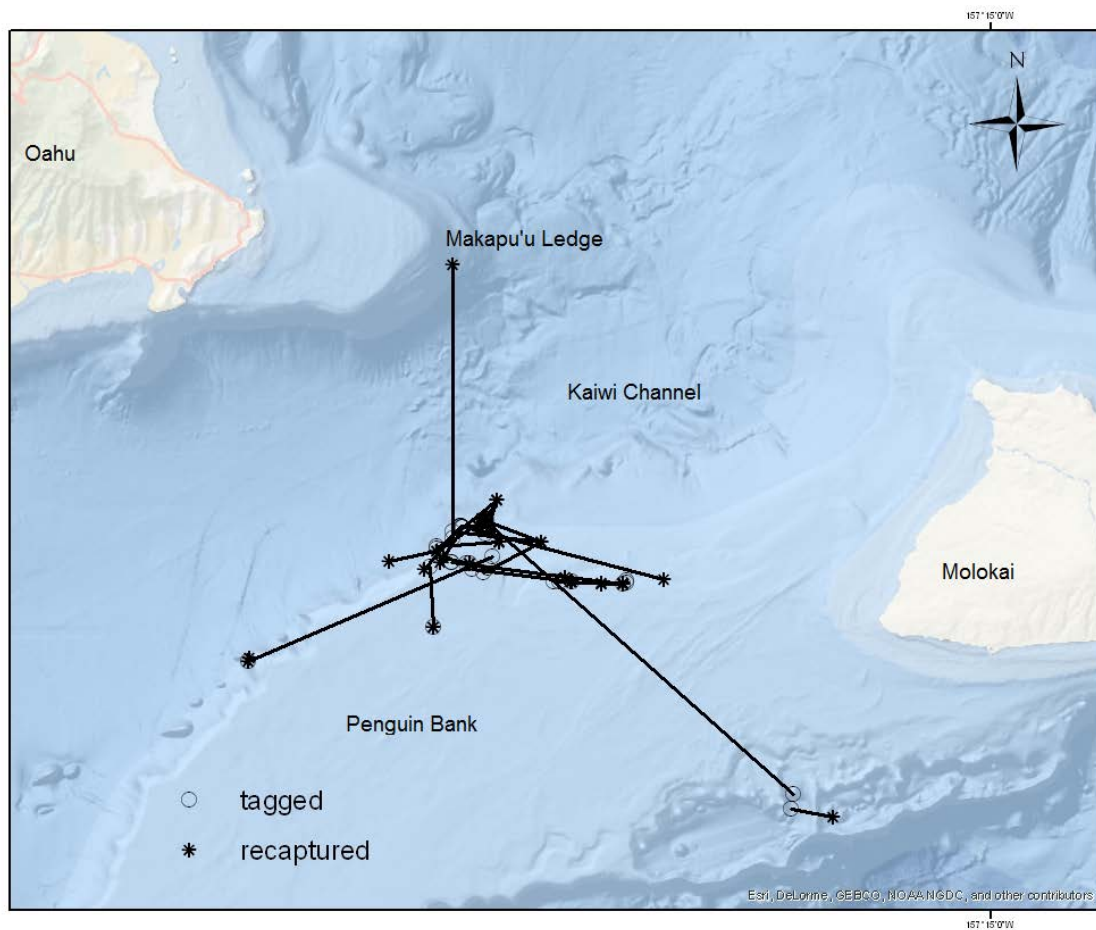 157°15'0"W
N
Oahu
Makapu'u Ledge
Kaiwi Channel
Molokai
Penguin Bank
tagged
recaptured
Esri, DeLorme, GEBCO, NOAA NGDC, and other contributors
157°15'0"W